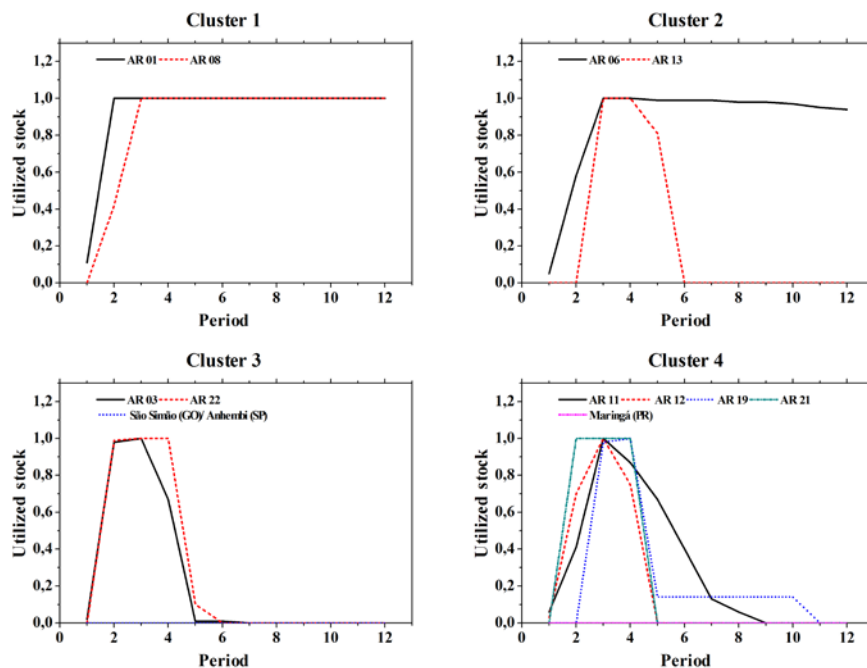 Cluster 1
Cluster 2
1,2
AR 01 AR 08
1,0
0,8
0,6
0,4
0,2
0,0
Utilized stock
0 2 4 6 8 10 12
Period
1,2
AR 06 AR 13
1,0
0,8
0,6
0,4
0,2
0,0
Utilized stock
0 2 4 6 8 10 12
Period
Cluster 3
Cluster 4
1,2
AR 03 AR 22
São Simão (GO)/ Anhembi (SP)
1,0
0,8
0,6
0,4
0,2
0,0
Utilized stock
0 2 4 6 8 10 12
Period
1,2
AR 11 AR 12 AR 19 AR 21
Maringá (PR)
1,0
0,8
0,6
0,4
0,2
0,0
Utilized stock
0 2 4 6 8 10 12
Period